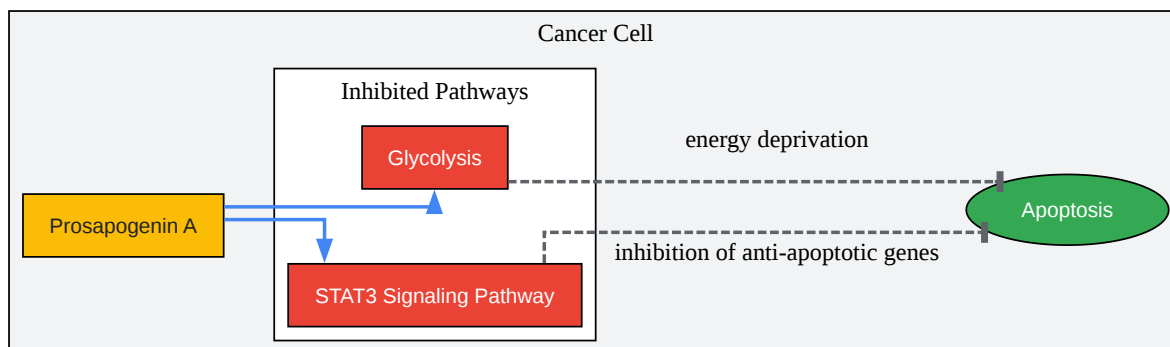 Cancer Cell
Inhibited Pathways
Glycolysis
energy deprivation
Prosapogenin A
Apoptosis
inhibition of anti-apoptotic genes
STAT3 Signaling Pathway